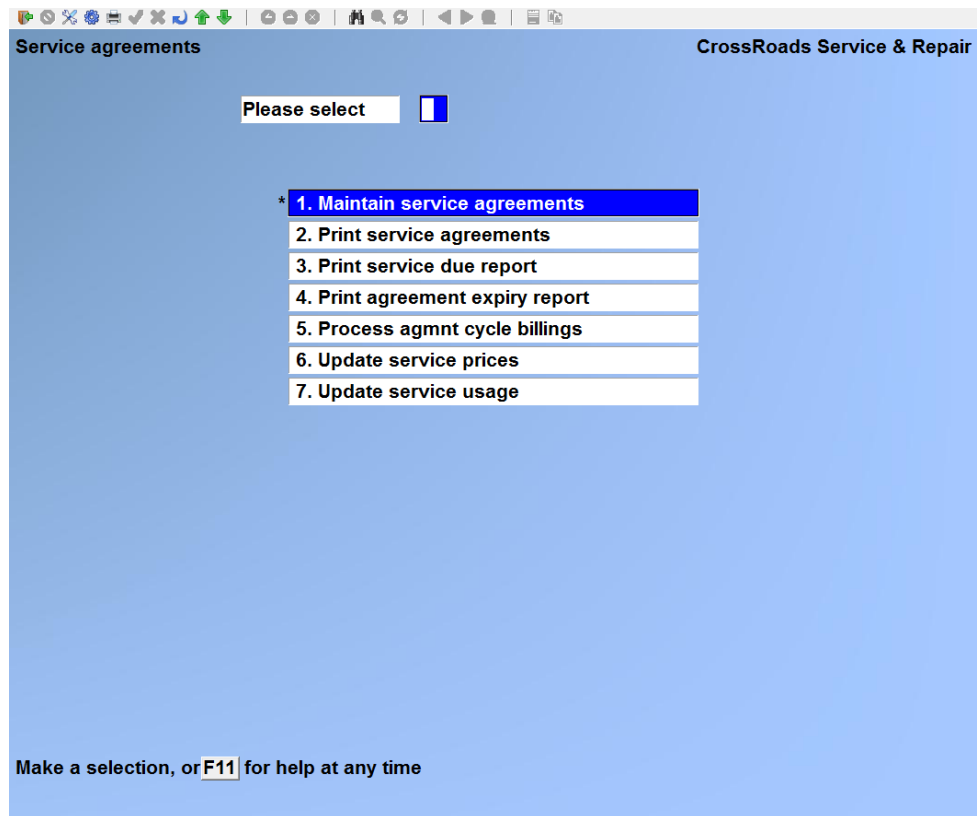 Service agreements CrossRoads Service & Repair
Please select
* 1. Maintain service agreements
2. Print service agreements
3. Print service due report
4. Print agreement expiry report
5. Process agmnt cycle billings
6. Update service prices
7. Update service usage
Make a selection, or F11 for help at any time